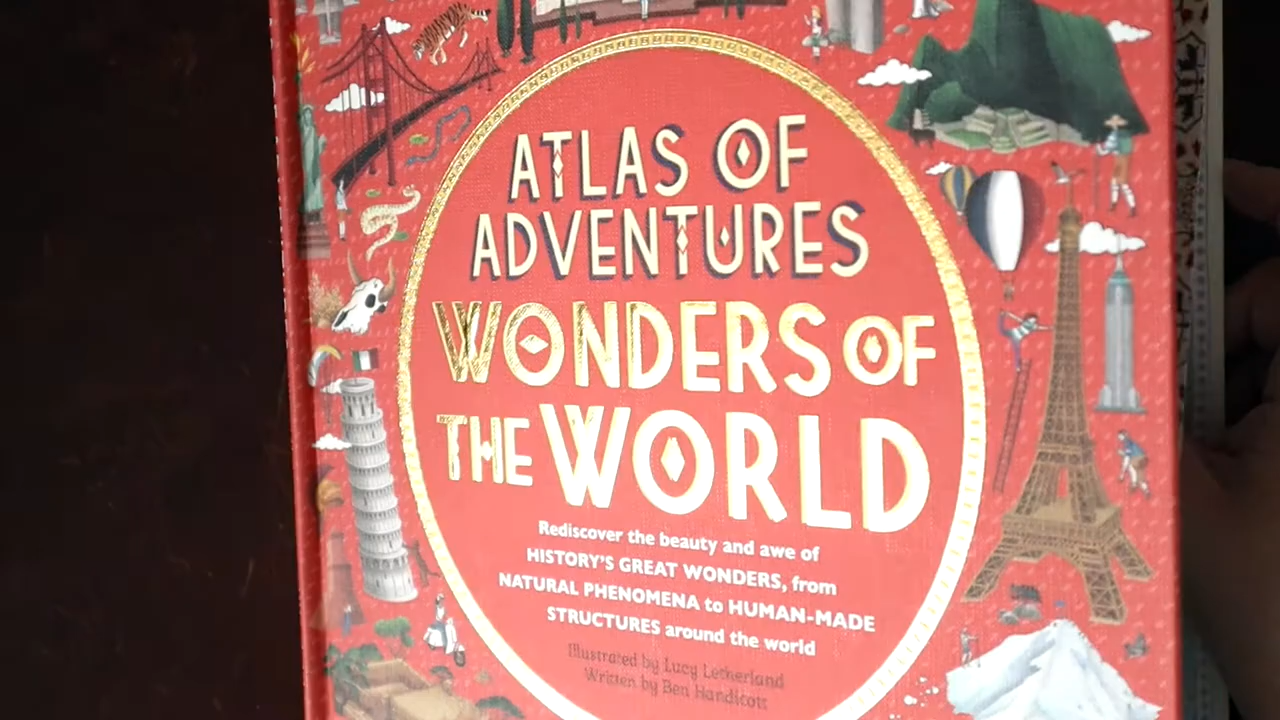 ATLAS OF
ADVENTURES
WONDERS OF
THE WORLD
Rediscover the beauty and awe of
HISTORY'S GREAT WONDERS, from
NATURAL PHENOMENA to HUMAN-MADE
STRUCTURES around the world
Illustrated by Lucy Letherland
Written by Ben Handicott